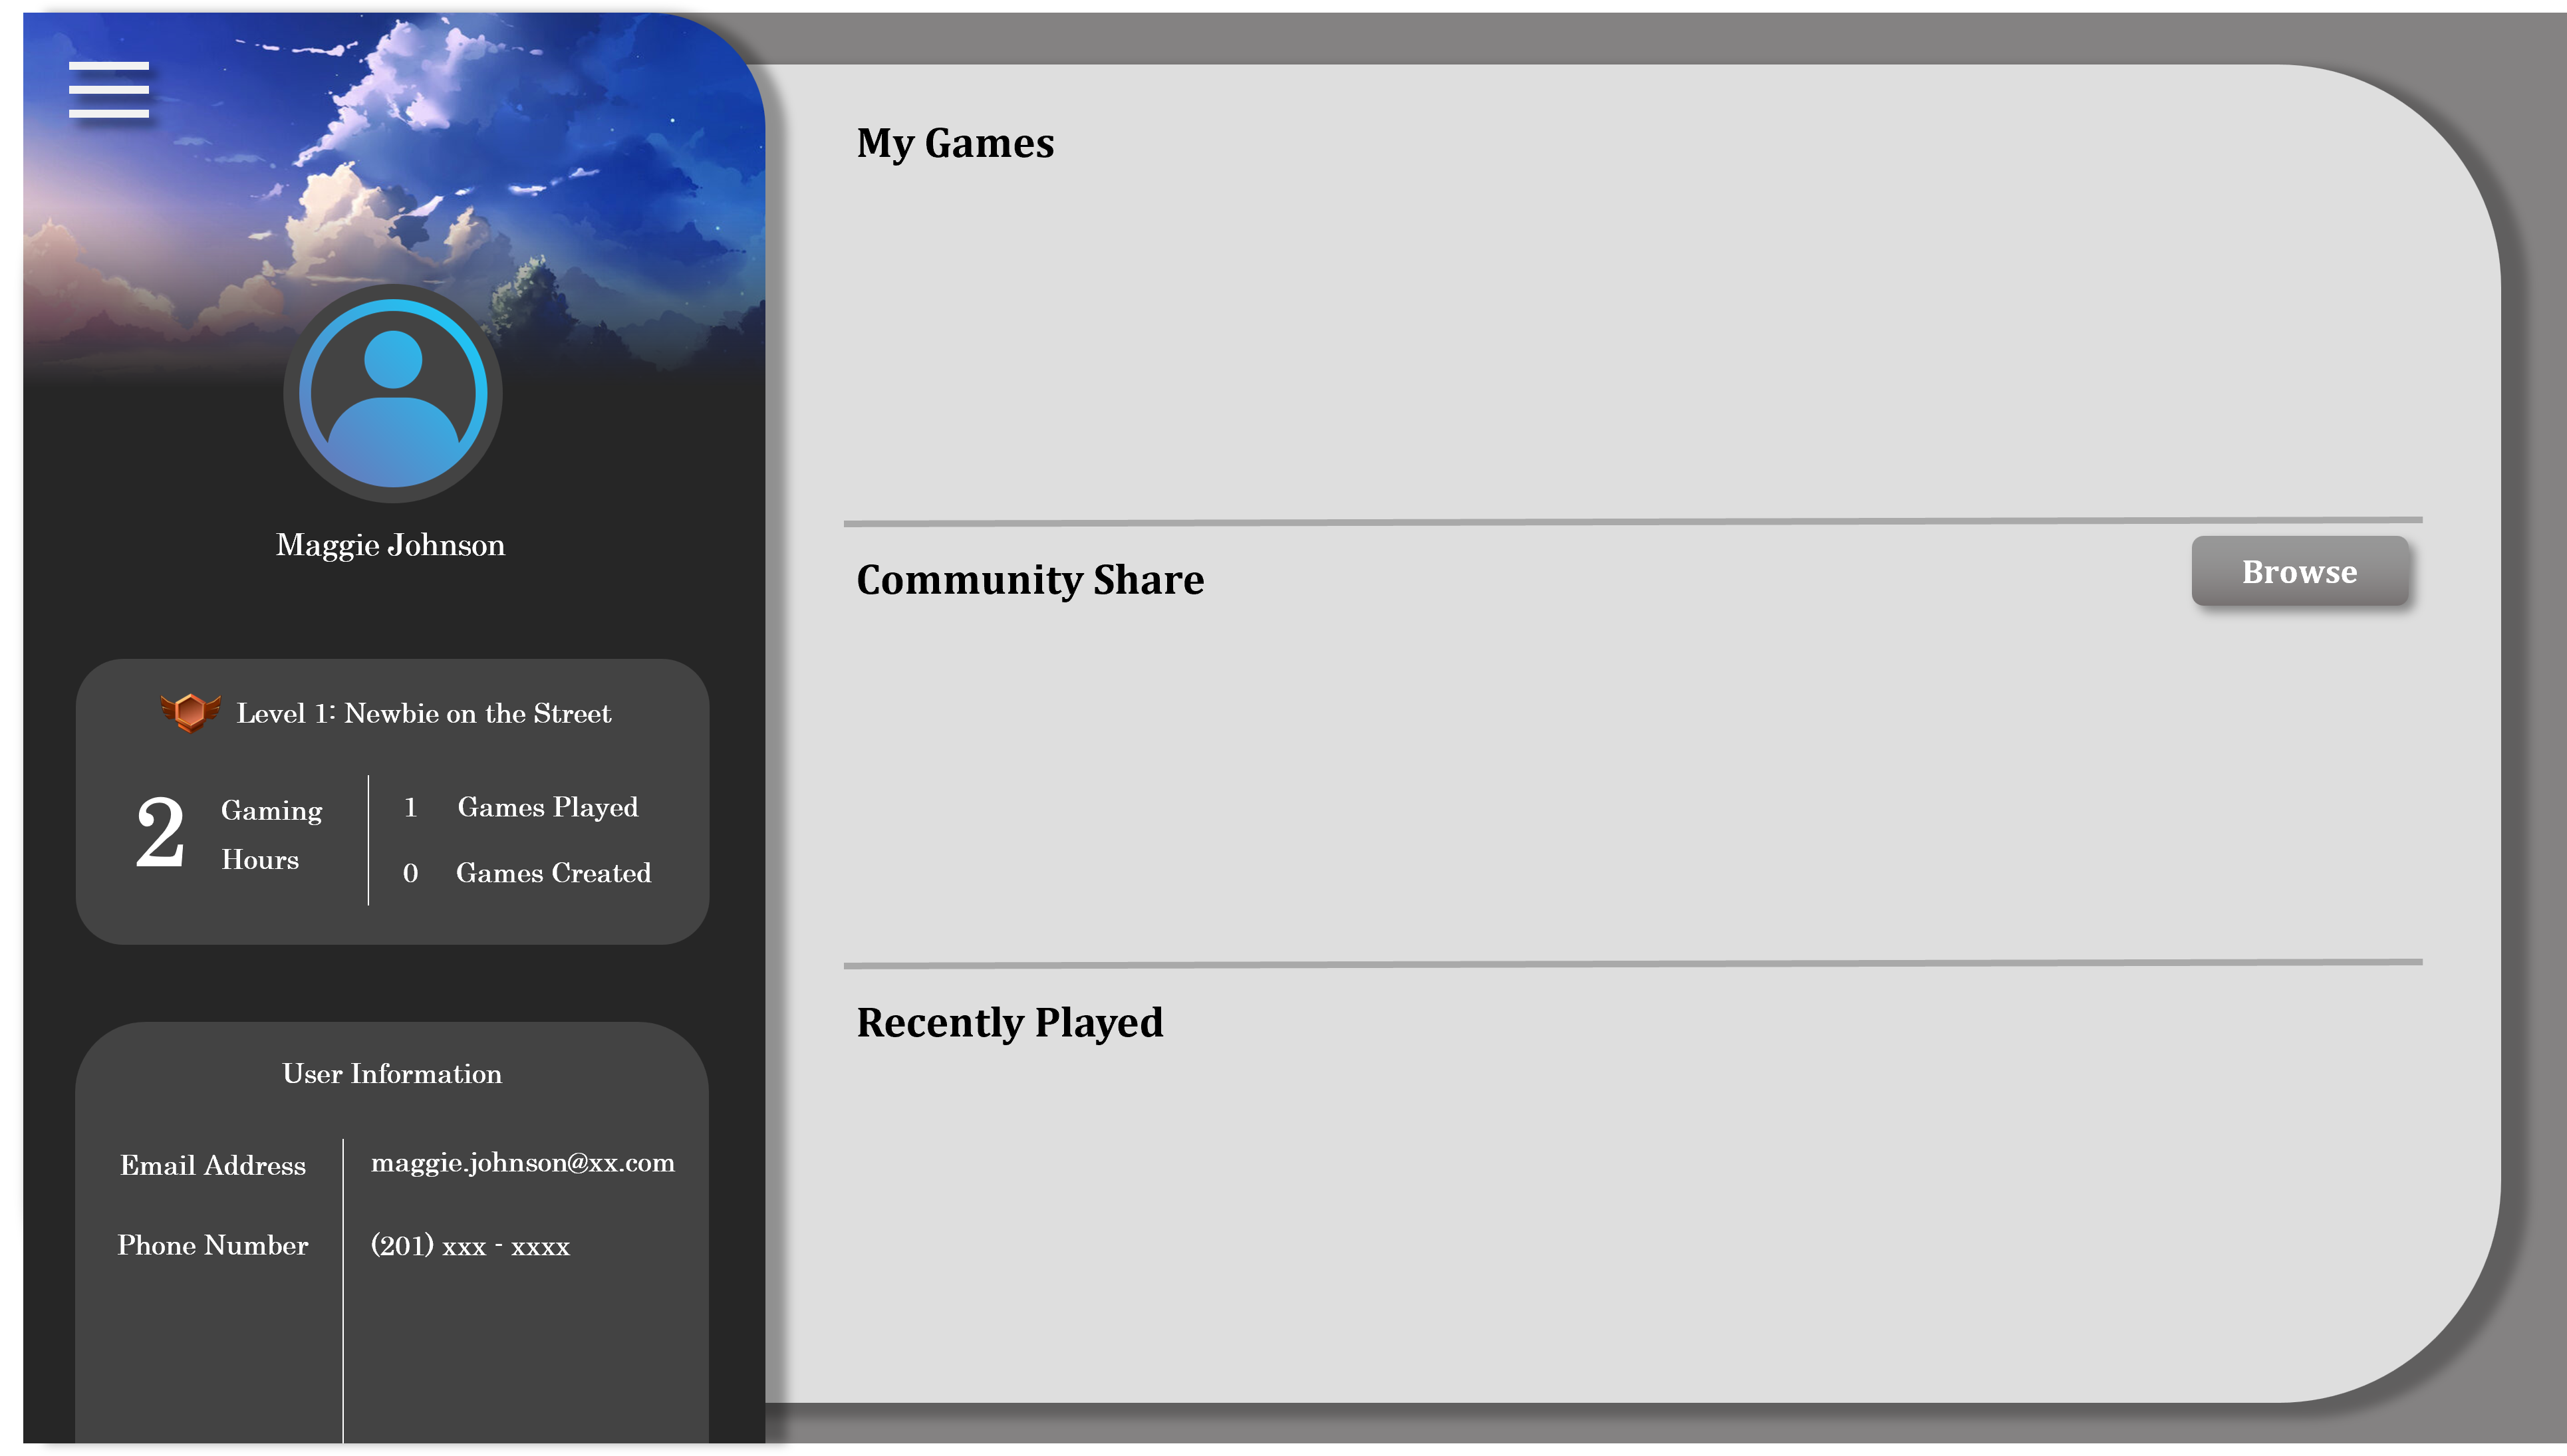 Maggie Johnson
Level 1: Newbie on the Street
2
Gaming
Hours
1 Games Played
0 Games Created
User Information
Email Address maggie.johnson@xx.com
Phone Number (201) xxx - xxxx
My Games
Community Share
Browse
Recently Played